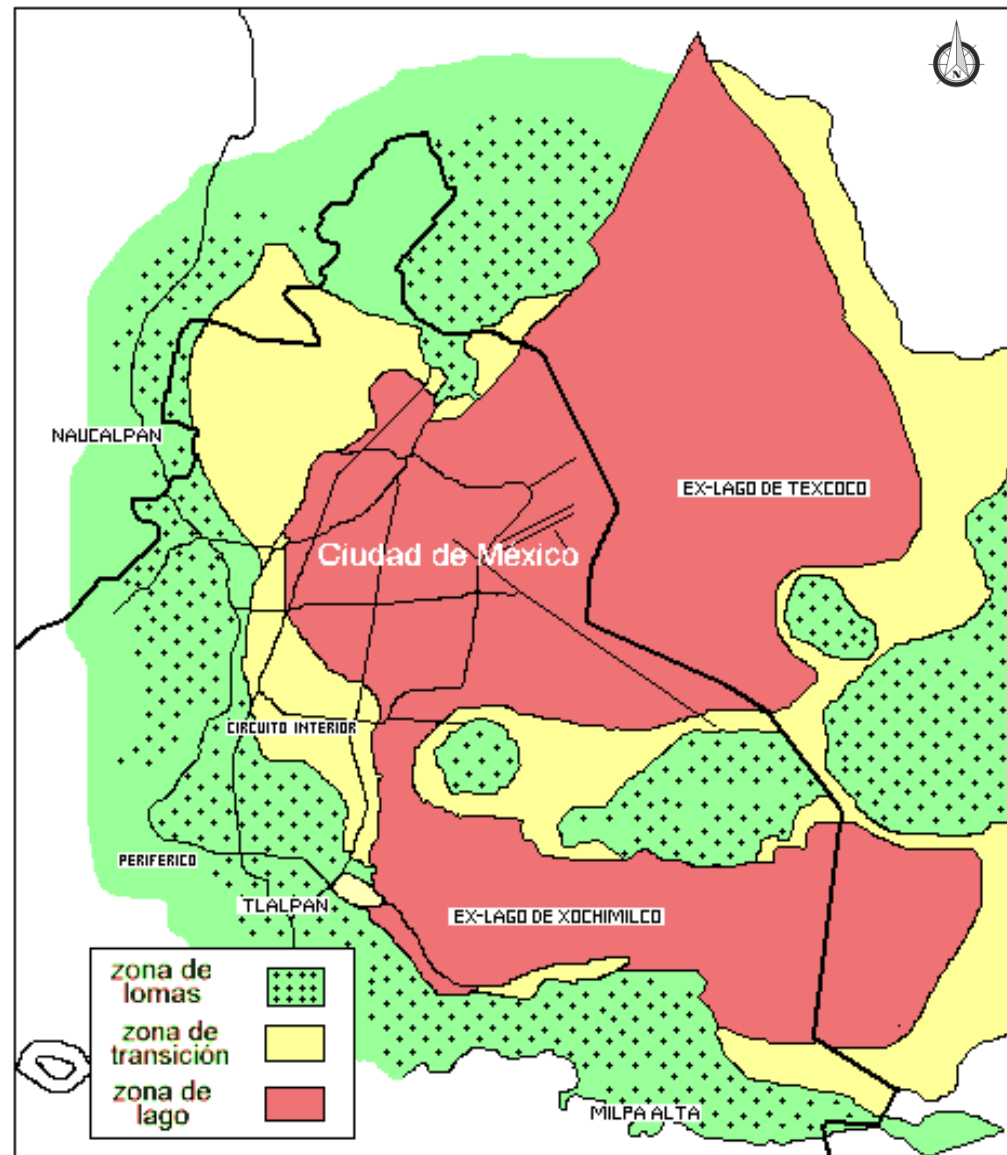 N
NAUCALPAN
EX-LAGO DE TEXCOCO
Ciudad de México
CIRCUITO INTERIOR
PERIFERICO
TLALPAN
EX-LAGO DE XOCHIMILCO
zona de
lomas
zona de
transición
zona de
lago
MILPA ALTA